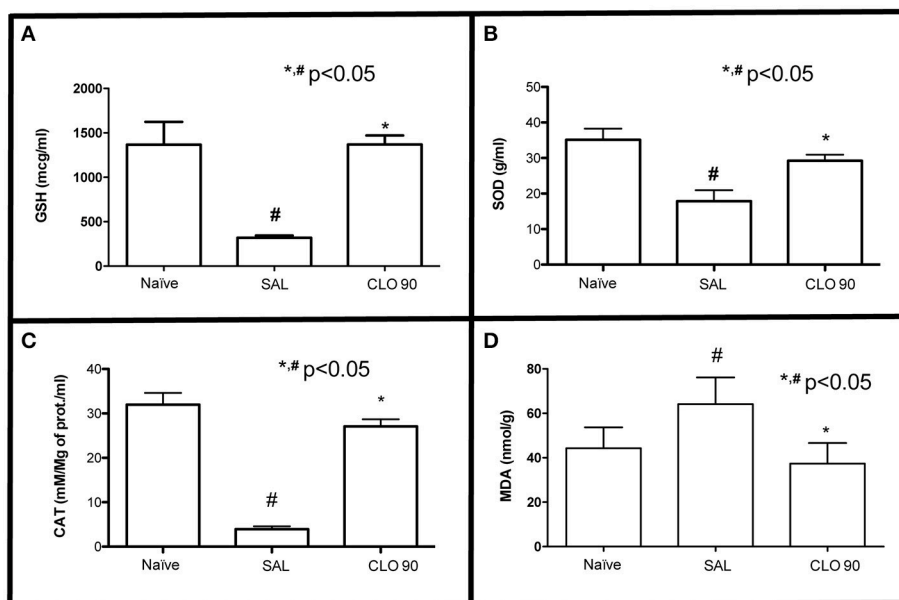 A
*,# p<0.05
GSH (mcg/ml)
2000
1500
1000
500
0
*
#
Naïve SAL CLO 90
B
*,# p<0.05
SOD (g/ml)
50
40
30
20
10
0
*
#
Naïve SAL CLO 90
C
*,# p<0.05
CAT (mM/Mg of prot./ml)
40
30
20
10
0
*
#
Naïve SAL CLO 90
D
#
*,# p<0.05
MDA (nmol/g)
80
60
40
20
0
*
Naïve SAL CLO 90